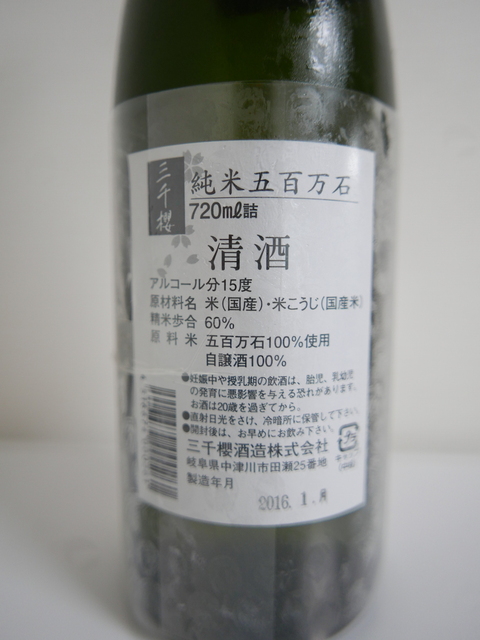 三千櫻
純米五百万石
720mℓ詰
清酒
アルコール分15度
原材料名 米(国産)・米こうじ(国産米)
精米歩合 60%
原料米 五百万石100%使用
自譲酒100%
●妊娠中や授乳期の飲酒は、胎児、乳幼児
の発育に悪影響を与える恐れがあります。
お酒は20歳を過ぎてから。
●直射日光をさけ、冷暗所に保管して下さい。
●開封後は、お早めにお飲み下さい。
三千櫻酒造株式会社
岐阜県中津川市田瀬25番地
製造年月
2016.1.月